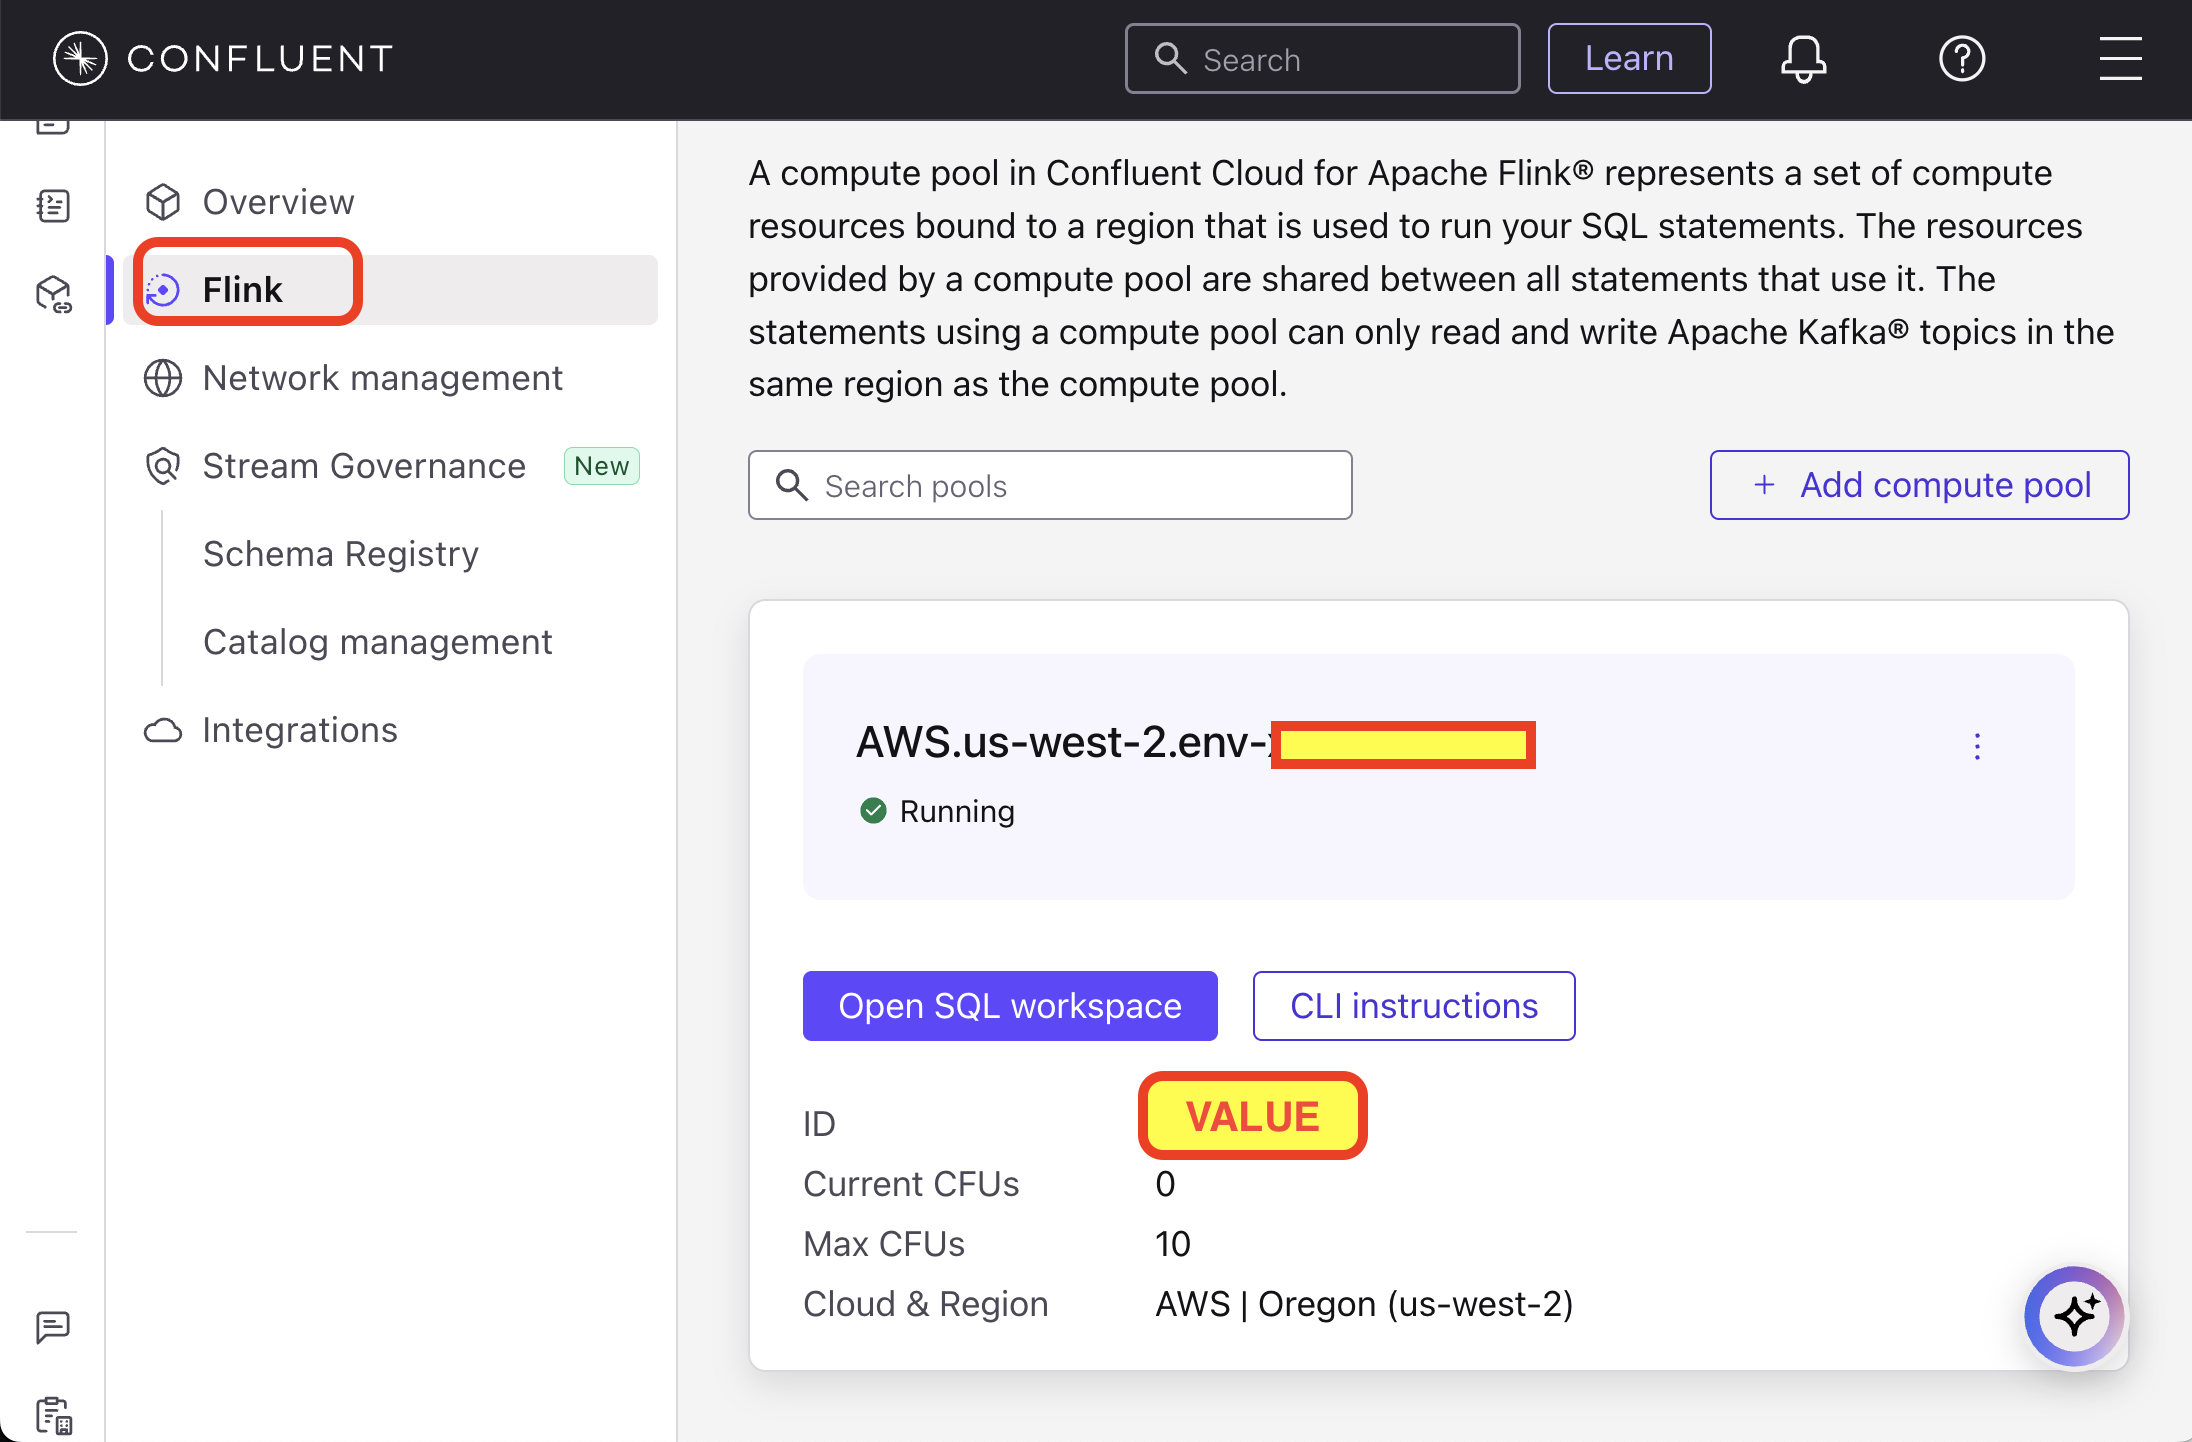 CONFLUENT
Search
Learn
Overview
Flink
Network management
Stream Governance New
Schema Registry
Catalog management
Integrations
A compute pool in Confluent Cloud for Apache Flink® represents a set of compute
resources bound to a region that is used to run your SQL statements. The resources
provided by a compute pool are shared between all statements that use it. The
statements using a compute pool can only read and write Apache Kafka® topics in the
same region as the compute pool.
Search pools
+ Add compute pool
AWS.us-west-2.env-
Running
Open SQL workspace
CLI instructions
ID VALUE
Current CFUs 0
Max CFUs 10
Cloud & Region AWS | Oregon (us-west-2)